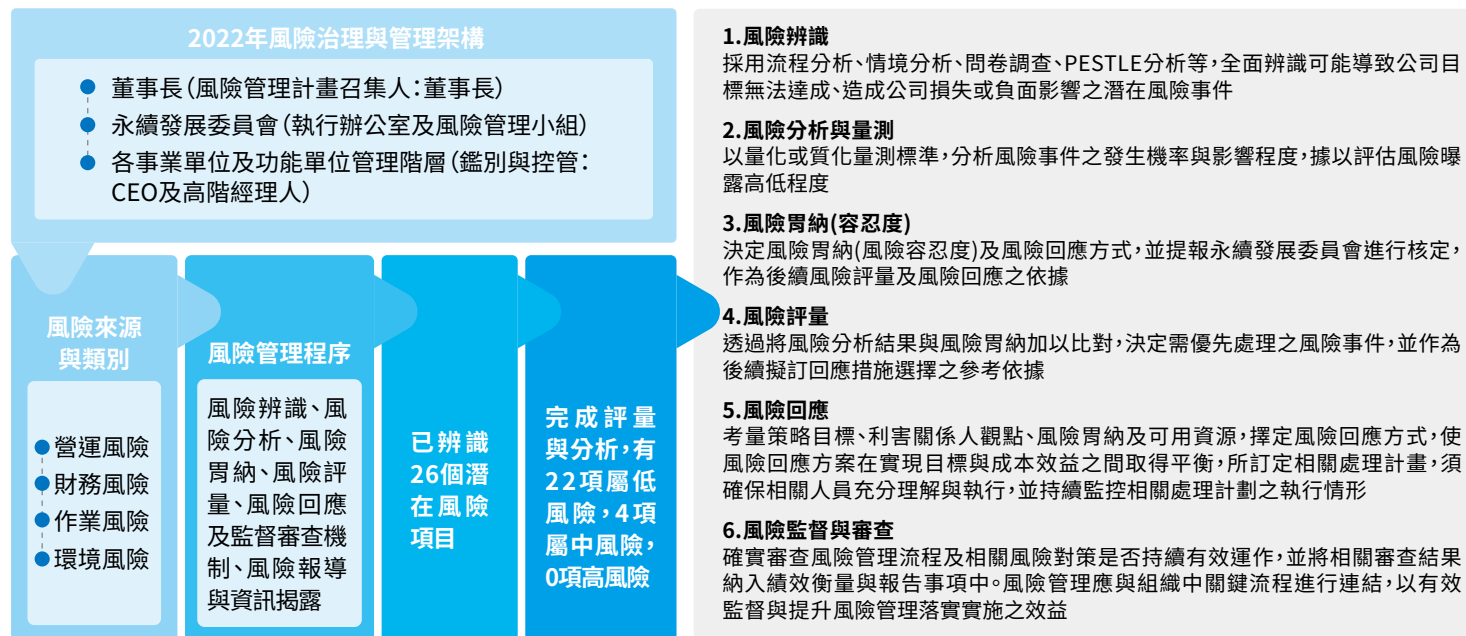 2022年風險治理與管理架構
董事長（風險管理計畫召集人：董事長）
永續發展委員會（執行辦公室及風險管理小組）
各事業單位及功能單位管理階層（鑑別與控管：
CEO及高階經理人）
風險來源
與類別
營運風險
財務風險
作業風險
環境風險
風險管理程序
風險辨識、風
險分析、風險
胃納、風險評
量、風險回應
及監督審查機
制、風險報導
與資訊揭露
已辨識
26個潛
在風險
項目
完成評量
與分析，有
22項屬低
風險，4項
屬中風險，
0項高風險
1.風險辨識
採用流程分析、情境分析、問卷調查、PESTLE分析等，全面辨識可能導致公司目
標無法達成、造成公司損失或負面影響之潛在風險事件
2.風險分析與量測
以量化或質化量測標準，分析風險事件之發生機率與影響程度，據以評估風險曝
露高低程度
3.風險胃納(容忍度)
決定風險胃納(風險容忍度)及風險回應方式，並提報永續發展委員會進行核定，
作為後續風險評量及風險回應之依據
4.風險評量
透過將風險分析結果與風險胃納加以比對，決定需優先處理之風險事件，並作為
後續擬訂回應措施選擇之參考依據
5.風險回應
考量策略目標、利害關係人觀點、風險胃納及可用資源，擇定風險回應方式，使
風險回應方案在實現目標與成本效益之間取得平衡，所訂定相關處理計畫，須
確保相關人員充分理解與執行，並持續監控相關處理計劃之執行情形
6.風險監督與審查
確實審查風險管理流程及相關風險對策是否持續有效運作，並將相關審查結果
納入績效衡量與報告事項中。風險管理應與組織中關鍵流程進行連結，以有效
監督與提升風險管理落實實施之效益